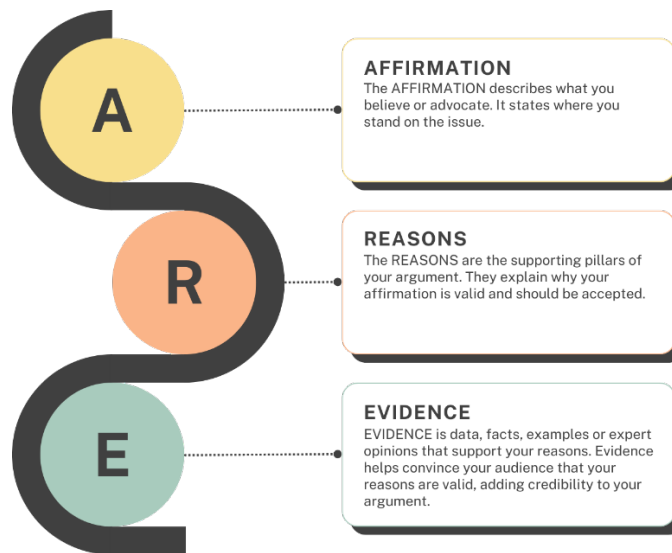 A
AFFIRMATION
The AFFIRMATION describes what you
believe or advocate. It states where you
stand on the issue.
R
REASONS
The REASONS are the supporting pillars of
your argument. They explain why your
affirmation is valid and should be accepted.
E
EVIDENCE
EVIDENCE is data, facts, examples or expert
opinions that support your reasons. Evidence
helps convince your audience that your
reasons are valid, adding credibility to your
argument.